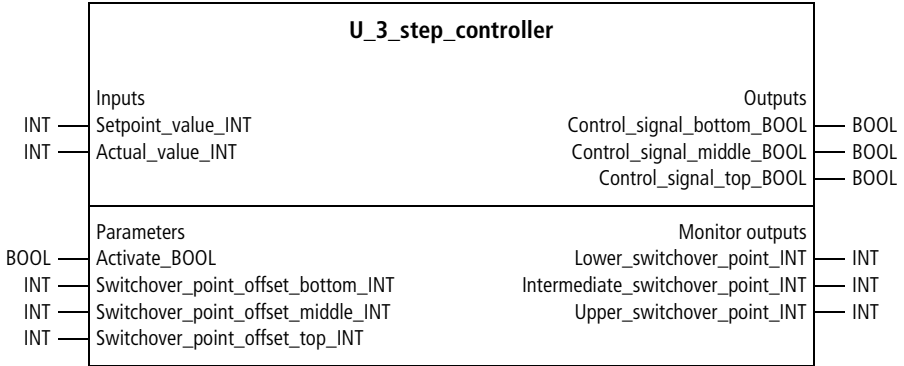 U_3_step_controller
Inputs Outputs
INT Setpoint_value_INT Control_signal_bottom_BOOL BOOL
INT Actual_value_INT Control_signal_middle_BOOL BOOL
Control_signal_top_BOOL BOOL
Parameters Monitor outputs
BOOL Activate_BOOL Lower_switchover_point_INT INT
INT Switchover_point_offset_bottom_INT Intermediate_switchover_point_INT INT
INT Switchover_point_offset_middle_INT Upper_switchover_point_INT INT
INT Switchover_point_offset_top_INT